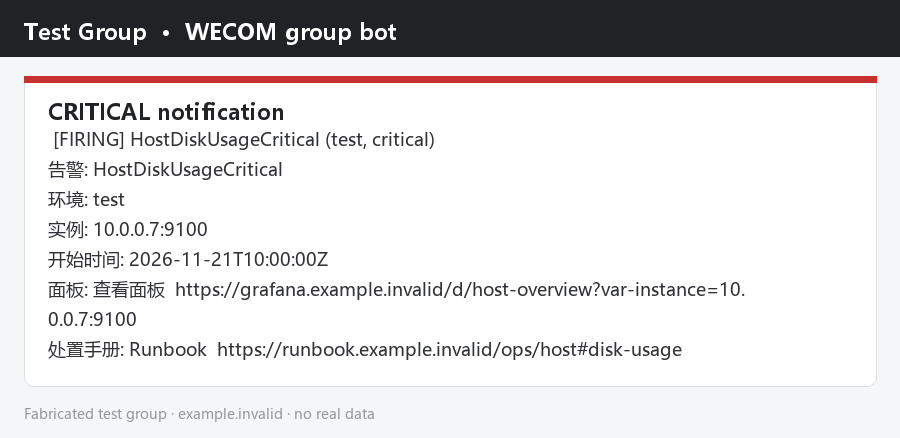 Test Group • WECOM group bot
CRITICAL notification
[FIRING] HostDiskUsageCritical (test, critical)
告警: HostDiskUsageCritical
环境: test
实例: 10.0.0.7:9100
开始时间: 2026-11-21T10:00:00Z
面板: 查看面板 https://grafana.example.invalid/d/host-overview?var-instance=10.
0.0.7:9100
处置手册: Runbook https://runbook.example.invalid/ops/host#disk-usage
Fabricated test group · example.invalid · no real data